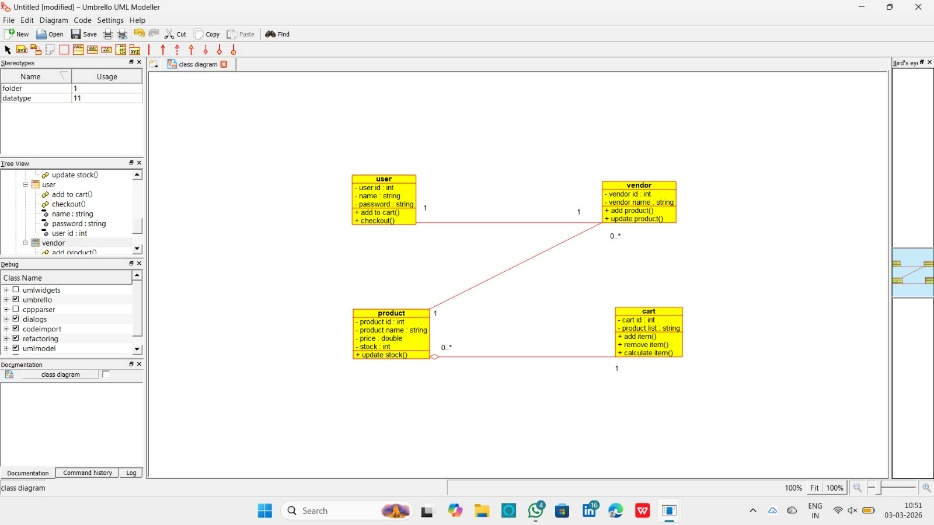 Untitled [modified] – Umbrello UML Modeller
File Edit Diagram Code Settings Help
New Open Save Cut Copy Paste Find
Stereotypes
Name Usage
folder 1
datatype 11
Tree View
update stock()
user
add to cart()
checkout()
name : string
password : string
user id : int
vendor
add product()
Debug
Class Name
umlwidgets
umbrello
cppparser
dialogs
codeimport
refactoring
umlmodel
Documentation
class diagram
Documentation Command history Log
class diagram
class diagram
user
- user id : int
- name : string
- password : string
+ add to cart()
+ checkout()
1
1
vendor
- vendor id : int
- vendor name : string
+ add product()
+ update product()
0..*
product
- product id : int
- product name : string
- price : double
- stock : int
+ update stock()
1
0..*
cart
- cart id : int
- product list : string
+ add item()
+ remove item()
+ calculate item()
1
Bird's eye
100% Fit 100%
Search
4
16
ENG
IN
10:51
03-03-2026